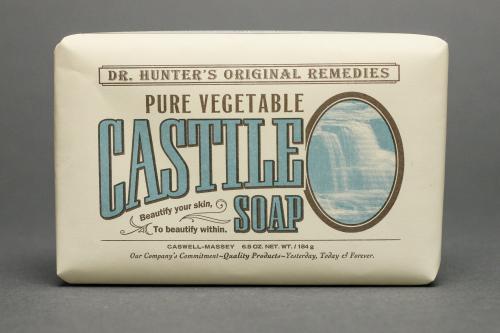 DR. HUNTER'S ORIGINAL REMEDIES
PURE VEGETABLE
CASTILE
SOAP
Beautify your skin,
To beautify within.
CASWELL-MASSEY 6.5 OZ. NET. WT. / 184 g
Our Company's Commitment~Quality Products~Yesterday, Today & Forever.